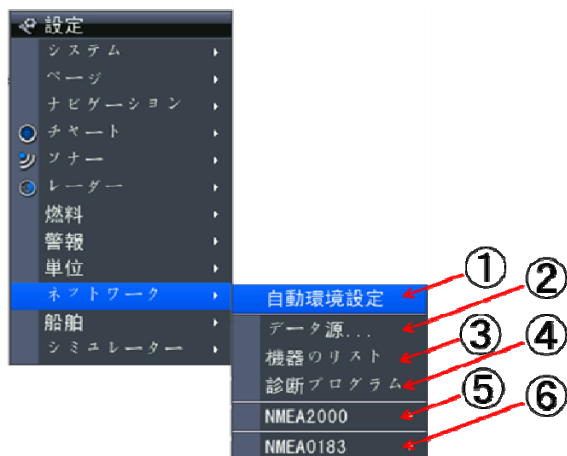 設定
システム
ページ
ナビゲーション
チャート
ソナー
レーダー
燃料
警報
単位
ネットワーク
船舶
シミュレーター
自動環境設定
データ源...
機器のリスト
診断プログラム
NMEA2000
NMEA0183
①
②
③
④
⑤
⑥